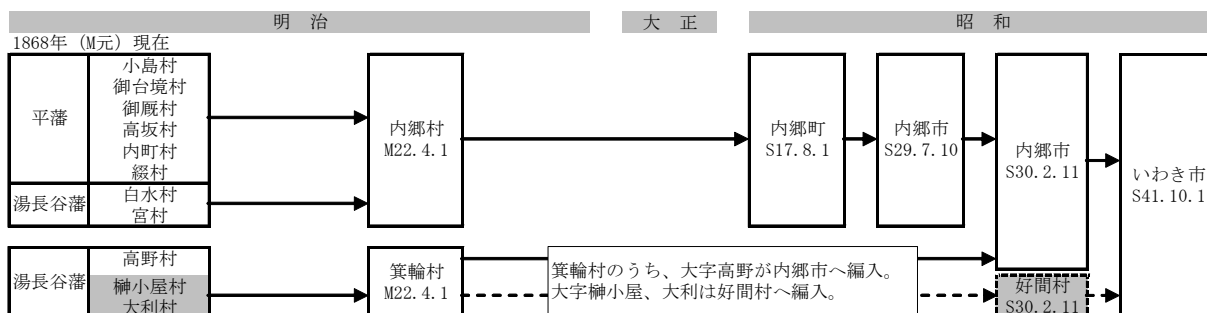 明 治
大 正
昭 和
1868年（M元）現在
平藩
小島村
御台境村
御厩村
高坂村
内町村
綴村
湯長谷藩
白水村
宮村
内郷村
M22.4.1
内郷町
S17.8.1
内郷市
S29.7.10
内郷市
S30.2.11
いわき市
S41.10.1
湯長谷藩
高野村
榊小屋村
大利村
箕輪村
M22.4.1
箕輪村のうち、大字高野が内郷市へ編入。
大字榊小屋、大利は好間村へ編入。
好間村
S30.2.11